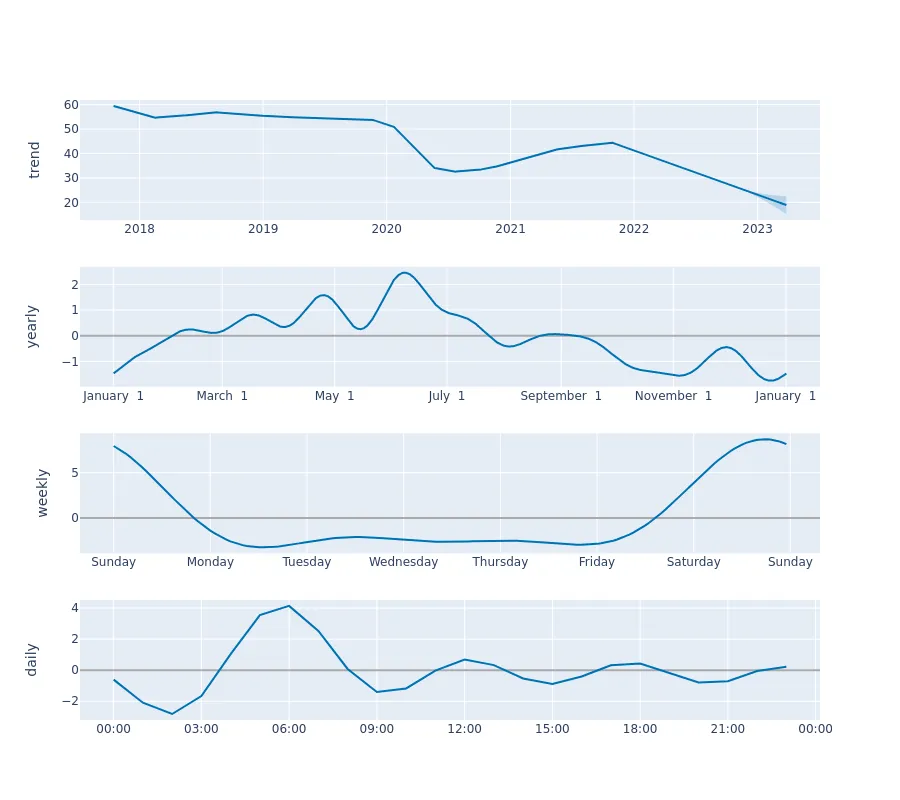 60
50
40
30
20
trend
2018 2019 2020 2021 2022 2023
2
1
0
−1
yearly
January 1 March 1 May 1 July 1 September 1 November 1 January 1
5
0
weekly
Sunday Monday Tuesday Wednesday Thursday Friday Saturday Sunday
4
2
0
−2
daily
00:00 03:00 06:00 09:00 12:00 15:00 18:00 21:00 00:00